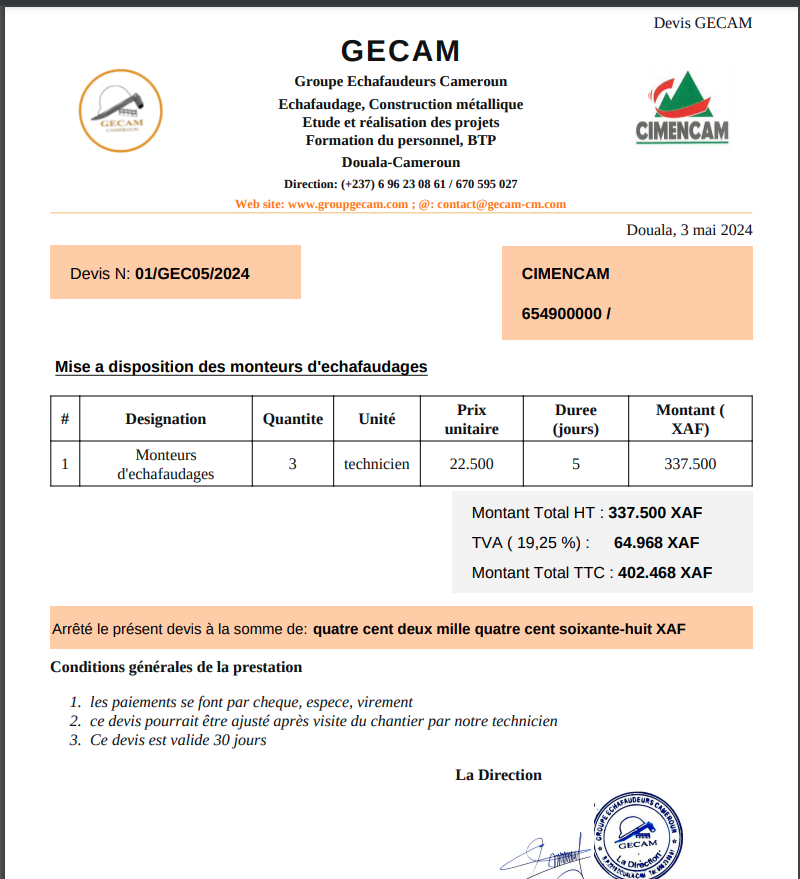 Devis GECAM
GECAM
Groupe Echafaudeurs Cameroun
Echafaudage, Construction métallique
Etude et réalisation des projets
Formation du personnel, BTP
Douala-Cameroun
Direction: (+237) 6 96 23 08 61 / 670 595 027
Web site: www.groupgecam.com ; @: contact@gecam-cm.com
GECAM
CAMEROUN
CIMENCAM
Douala, 3 mai 2024
Devis N: 01/GEC05/2024
CIMENCAM
654900000 /
Mise a disposition des monteurs d'echafaudages
# Designation Quantite Unité Prix unitaire Duree (jours) Montant ( XAF)
1 Monteurs d'echafaudages 3 technicien 22.500 5 337.500
Montant Total HT : 337.500 XAF
TVA ( 19,25 %) : 64.968 XAF
Montant Total TTC : 402.468 XAF
Arrêté le présent devis à la somme de: quatre cent deux mille quatre cent soixante-huit XAF
Conditions générales de la prestation
1. les paiements se font par cheque, espece, virement
2. ce devis pourrait être ajusté après visite du chantier par notre technicien
3. Ce devis est valide 30 jours
La Direction
GROUPE ECHAFAUDEURS CAMEROUN
GECAM
La Direction